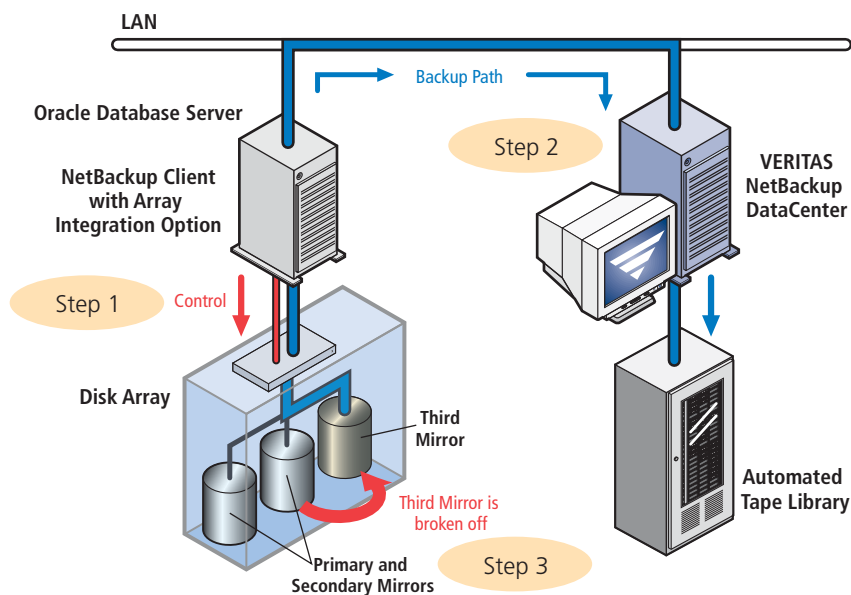 LAN
Backup Path
Oracle Database Server
Step 2
NetBackup Client
with Array
Integration Option
VERITAS
NetBackup
DataCenter
Step 1
Control
Disk Array
Third
Mirror
Third Mirror is
broken off
Automated
Tape Library
Primary and
Secondary Mirrors
Step 3